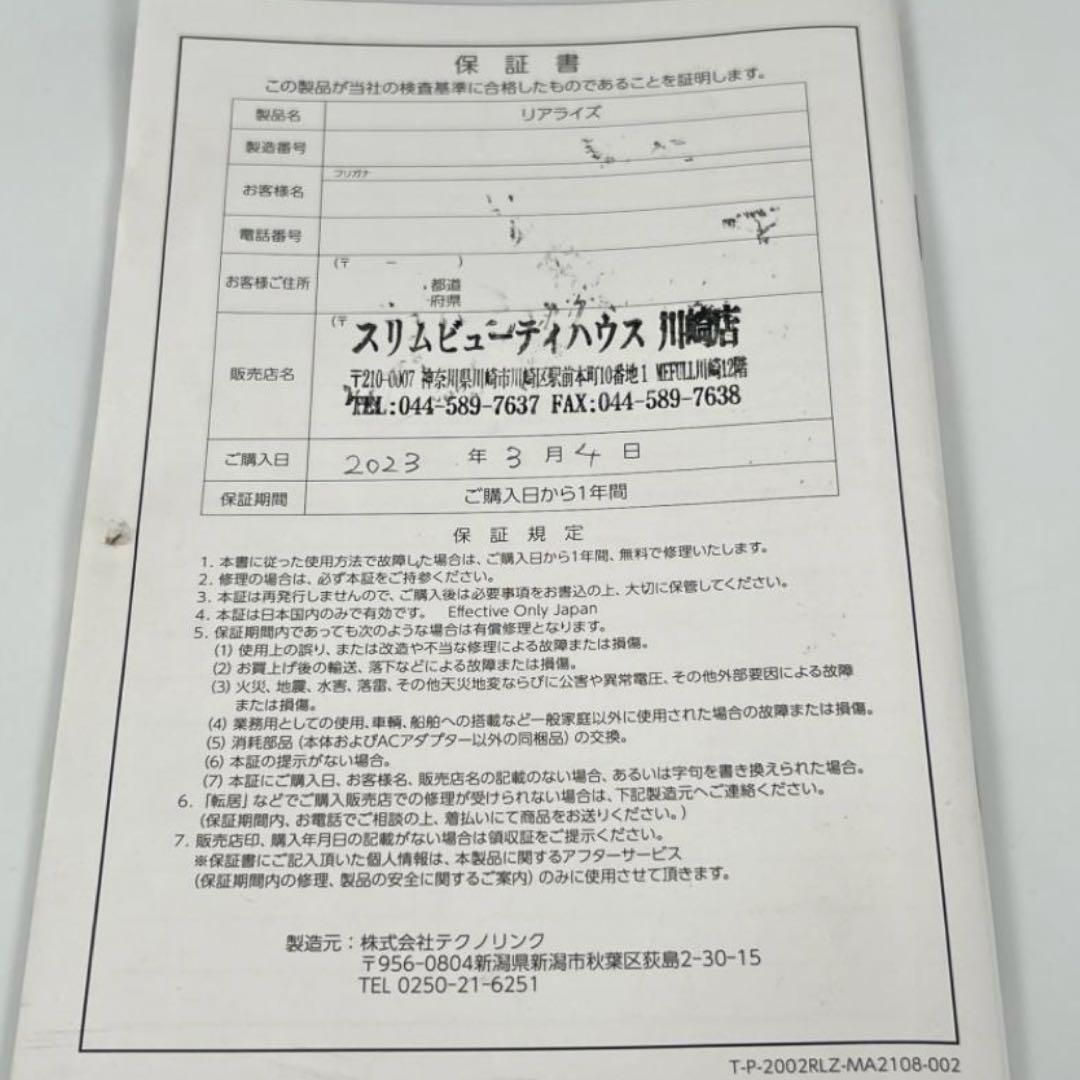 保証書
この製品が当社の検査基準に合格したものであることを証明します。
製品名 リアライズ
製造番号
フリガナ
お客様名
電話番号
お客様ご住所 (〒 － )
都道
府県
販売店名 (〒
スリムビューティハウス 川崎店
〒210-0007 神奈川県川崎市川崎区駅前本町10番地1 MEFULL川崎12階
TEL:044-589-7637 FAX:044-589-7638
ご購入日 2023 年 3 月 4 日
保証期間 ご購入日から1年間
保証規定
1. 本書に従った使用方法で故障した場合は、ご購入日から1年間、無料で修理いたします。
2. 修理の場合は、必ず本証をご持参ください。
3. 本証は再発行しませんので、ご購入後は必要事項をお書込の上、大切に保管してください。
4. 本証は日本国内のみで有効です。 Effective Only Japan
5. 保証期間内であっても次のような場合は有償修理となります。
(1) 使用上の誤り、または改造や不当な修理による故障または損傷。
(2) お買上げ後の輸送、落下などによる故障または損傷。
(3) 火災、地震、水害、落雷、その他天災地変ならびに公害や異常電圧、その他外部要因による故障
または損傷。
(4) 業務用としての使用、車輌、船舶への搭載など一般家庭以外に使用された場合の故障または損傷。
(5) 消耗部品（本体およびACアダプター以外の同梱品）の交換。
(6) 本証の提示がない場合。
(7) 本証にご購入日、お客様名、販売店名の記載のない場合、あるいは字句を書き換えられた場合。
6. 「転居」などでご購入販売店での修理が受けられない場合は、下記製造元へご連絡ください。
（保証期間内、お電話でご相談の上、着払いにて商品をお送りください。）
7. 販売店印、購入年月日の記載がない場合は領収証をご提示ください。
※保証書にご記入頂いた個人情報は、本製品に関するアフターサービス
（保証期間内の修理、製品の安全に関するご案内）のみに使用させて頂きます。
製造元：株式会社テクノリンク
〒956-0804新潟県新潟市秋葉区荻島2-30-15
TEL 0250-21-6251
T-P-2002RLZ-MA2108-002